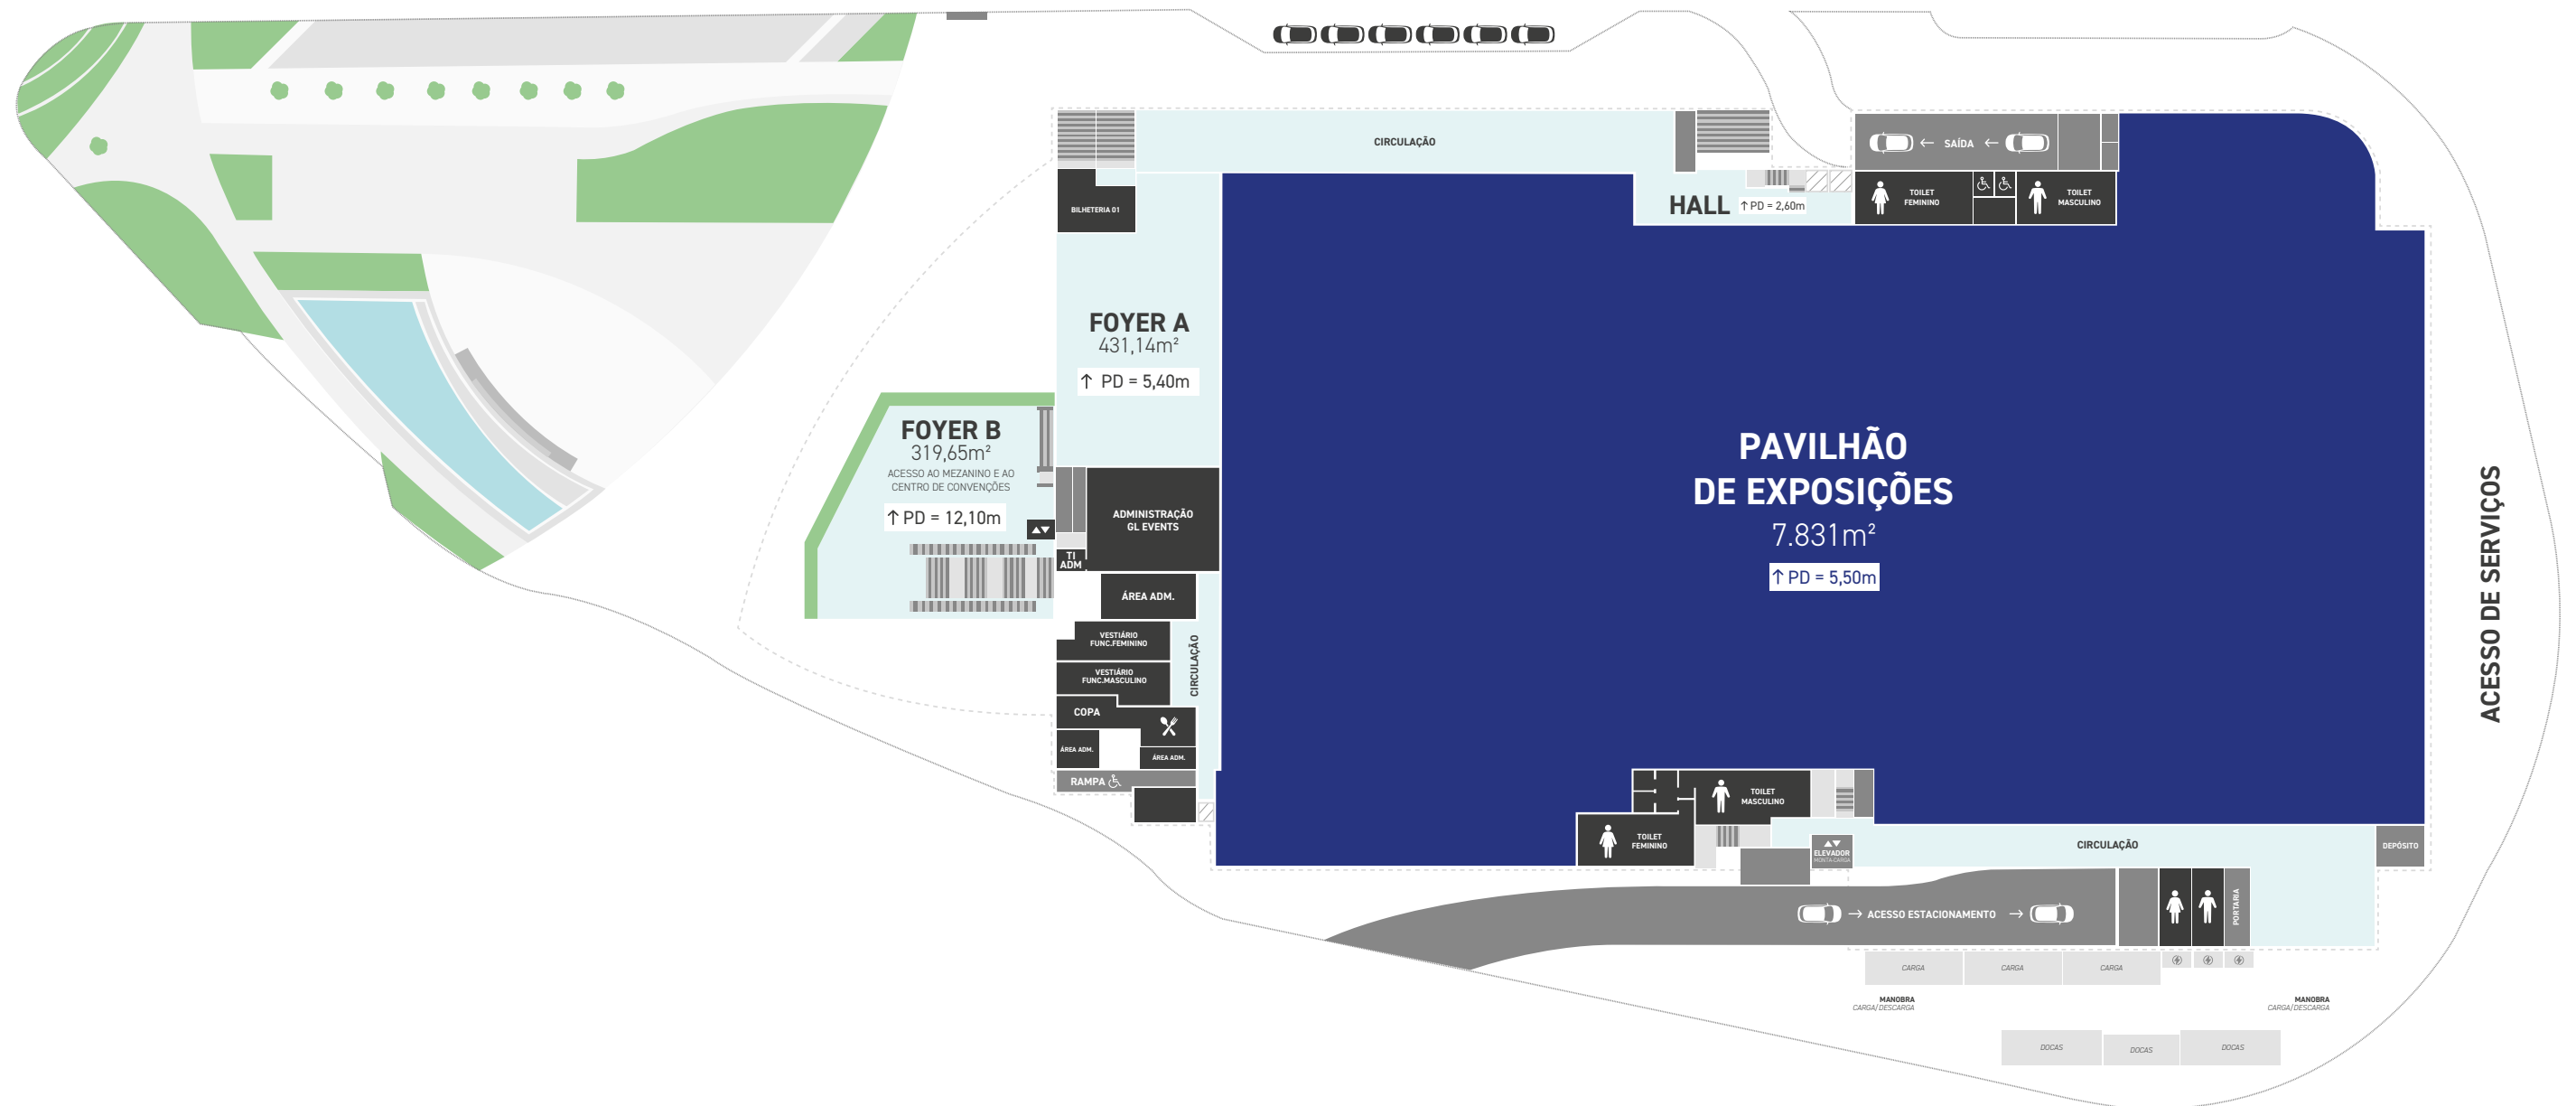 CIRCULAÇÃO
← SAÍDA ←
BILHETERIA 01
HALL
↑ PD = 2,60m
TOILET
FEMININO
TOILET
MASCULINO
FOYER A
431,14m²
↑ PD = 5,40m
FOYER B
319,65m²
ACESSO AO MEZANINO E AO
CENTRO DE CONVENÇÕES
↑ PD = 12,10m
ADMINISTRAÇÃO
GL EVENTS
TI
ADM
ÁREA ADM.
VESTIÁRIO
FUNC.FEMININO
VESTIÁRIO
FUNC.MASCULINO
CIRCULAÇÃO
COPA
ÁREA ADM.
ÁREA ADM.
RAMPA
PAVILHÃO
DE EXPOSIÇÕES
7.831m²
↑ PD = 5,50m
ACESSO DE SERVIÇOS
TOILET
MASCULINO
TOILET
FEMININO
ELEVADOR
MONTA-CARGA
CIRCULAÇÃO
DEPÓSITO
→ ACESSO ESTACIONAMENTO →
PORTARIA
CARGA
CARGA
CARGA
MANOBRA
CARGA/DESCARGA
MANOBRA
CARGA/DESCARGA
DOCAS
DOCAS
DOCAS